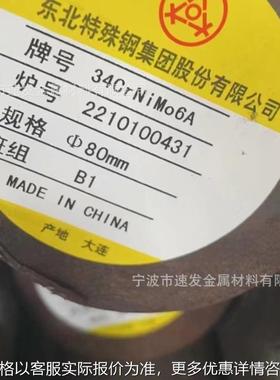 东北特殊钢集团股份有限公司
牌号 34CrNiMo6A
炉号 2210100431
规格 Φ80mm
班组 B1
MADE IN CHINA
产地 大连
宁波市速发金属材料有限
格以客服实际报价为准,更多优惠详情咨